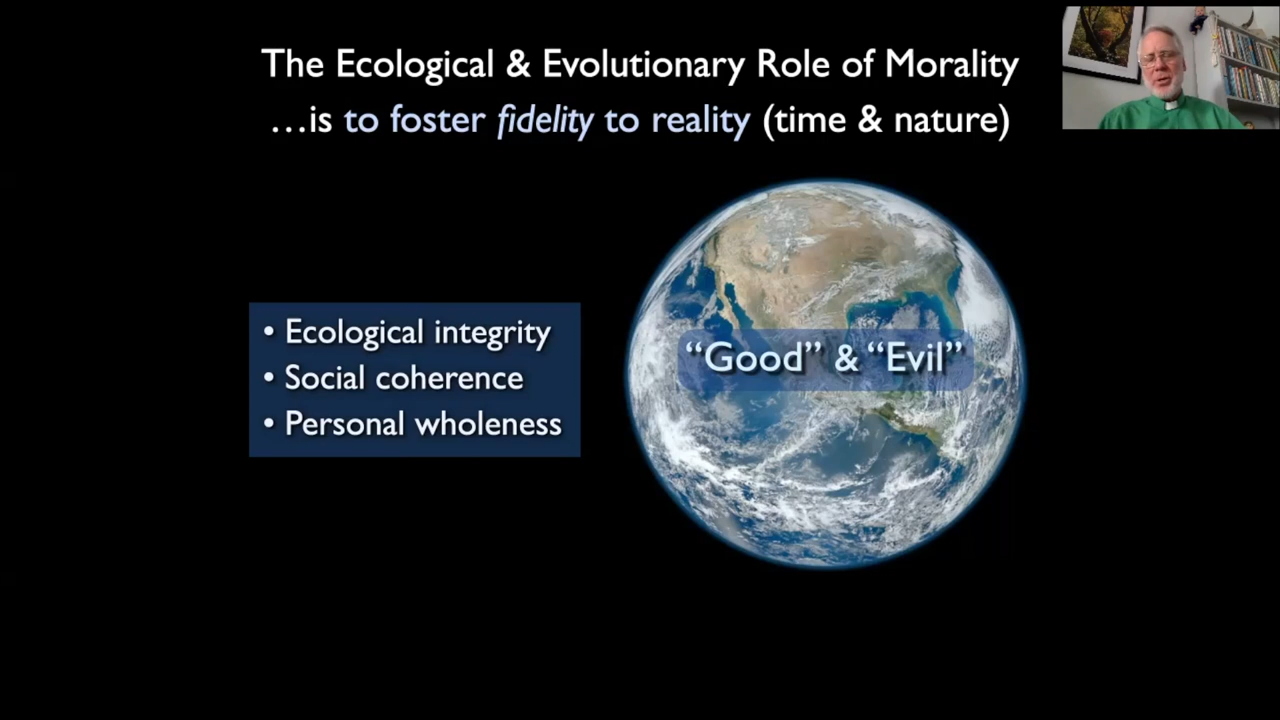 The Ecological & Evolutionary Role of Morality
…is to foster fidelity to reality (time & nature)
• Ecological integrity
• Social coherence
• Personal wholeness
“Good” & “Evil”